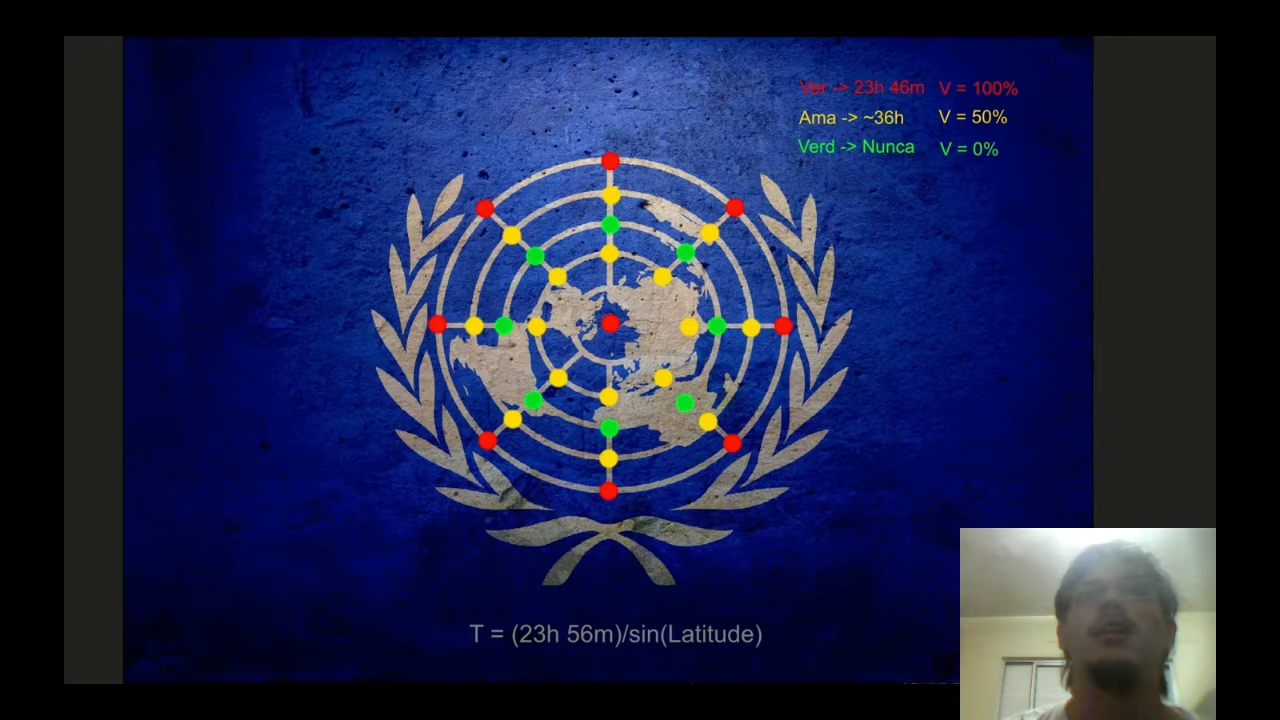 Ver -> 23h 46m V = 100%
Ama -> ~36h V = 50%
Verd -> Nunca V = 0%
T = (23h 56m)/sin(Latitude)